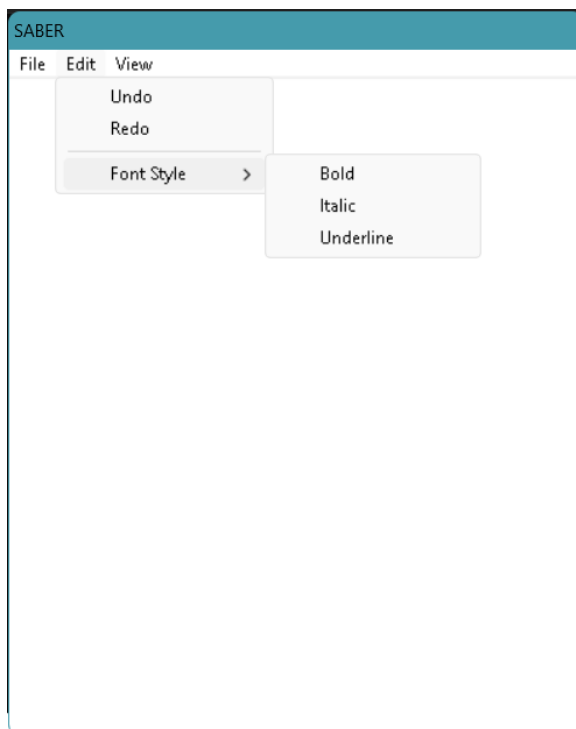 SABER
File Edit View
Undo
Redo
Font Style
Bold
Italic
Underline